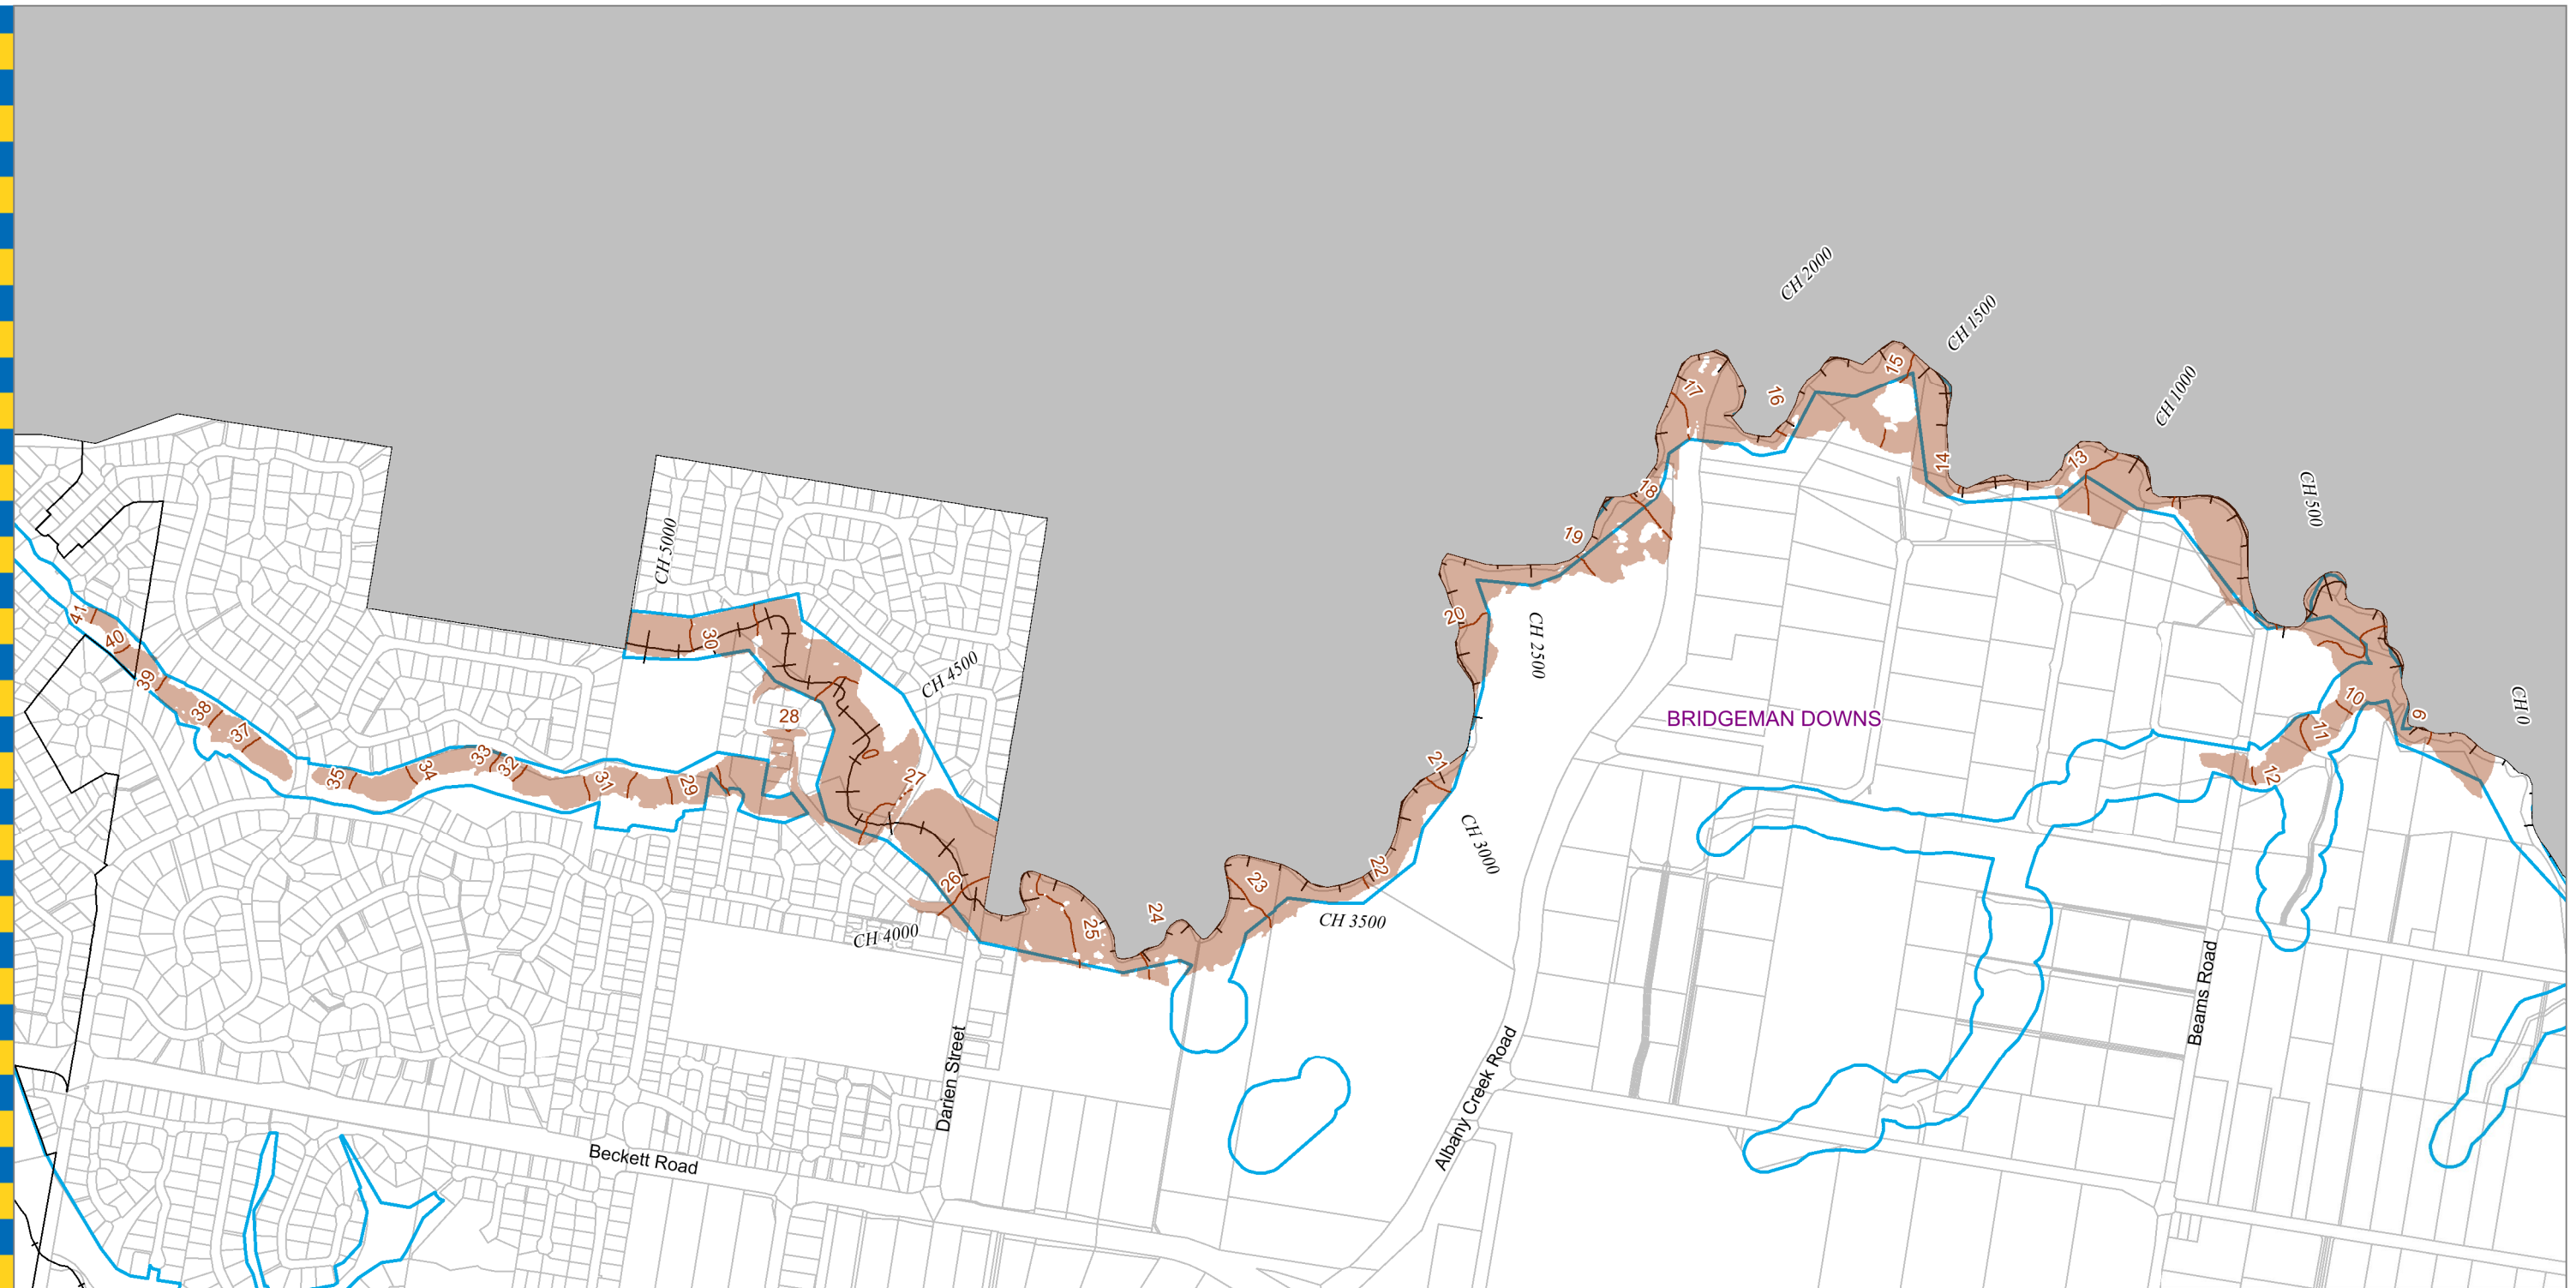 CH 2000
CH 1500
CH 1000
CH 500
CH 0
CH 5000
CH 4500
CH 4000
CH 3500
CH 3000
CH 2500
15
17
16
14
13
18
19
20
41
40
39
38
37
35
34
33
32
31
29
30
28
0
27
26
25
24
23
22
21
10
9
11
12
BRIDGEMAN DOWNS
Beams Road
Albany Creek Road
Darien Street
Beckett Road